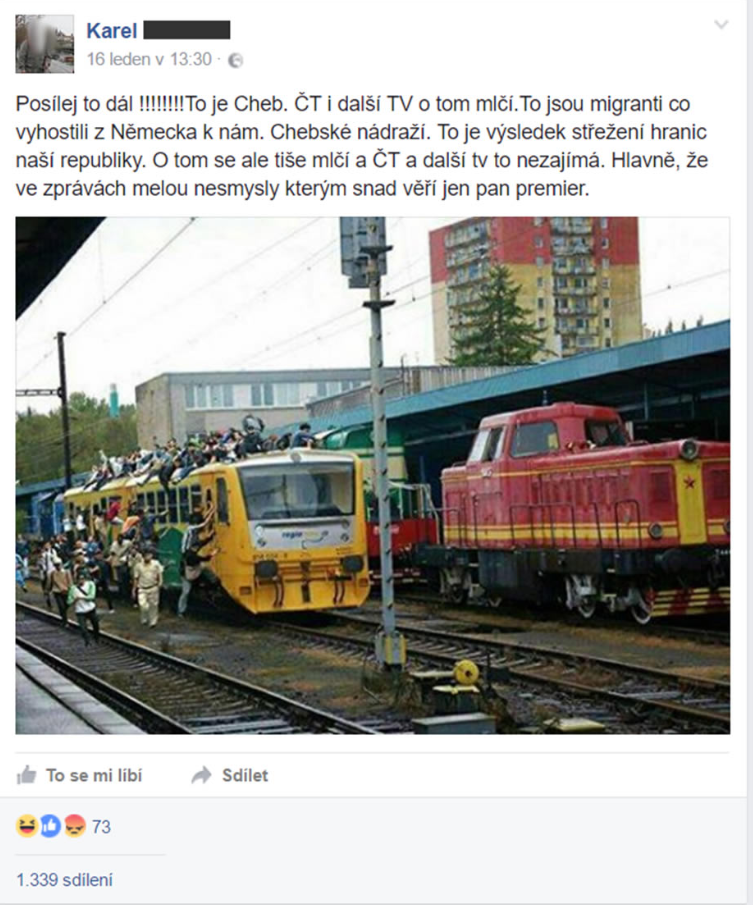 Karel
16 leden v 13:30 ·
Posílej to dál !!!!!!!!To je Cheb. ČT i další TV o tom mlčí.To jsou migranti co
vyhostili z Německa k nám. Chebské nádraží. To je výsledek střežení hranic
naší republiky. O tom se ale tiše mlčí a ČT a další tv to nezajímá. Hlavně, že
ve zprávách melou nesmysly kterým snad věří jen pan premier.
To se mi líbí Sdílet
73
1.339 sdílení